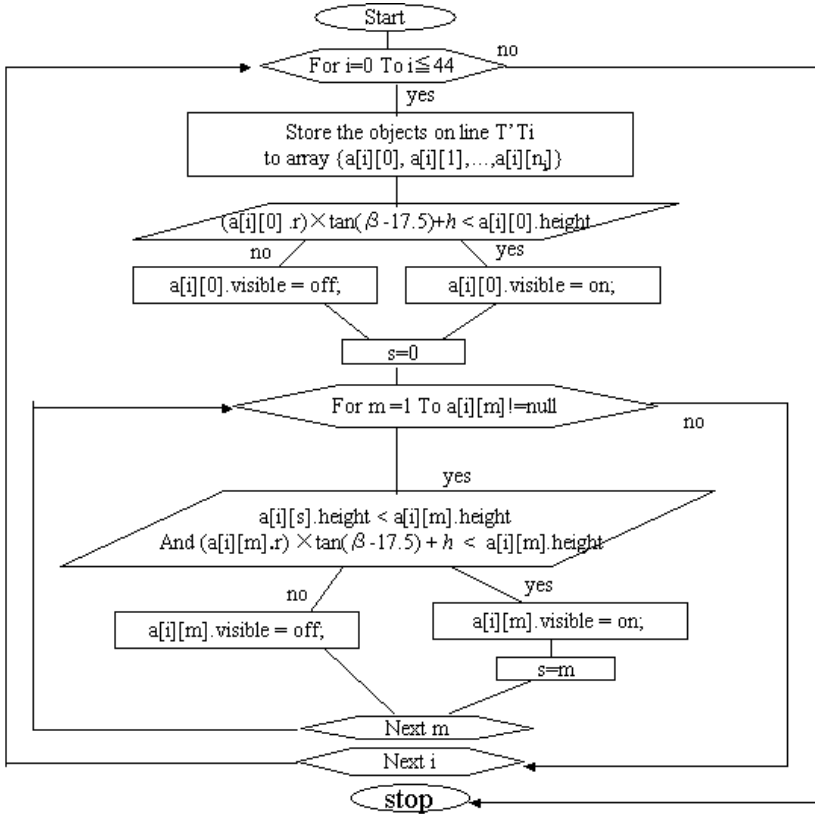 Start
For i=0 To i≦44
no
yes
Store the objects on line T’Ti
to array {a[i][0], a[i][1],...,a[i][ni]}
(a[i][0] .r)×tan(β-17.5)+h < a[i][0].height
no
yes
a[i][0].visible = off;
a[i][0].visible = on;
s=0
For m =1 To a[i][m] !=null
no
yes
a[i][s].height < a[i][m].height
And (a[i][m].r) ×tan(β-17.5) + h < a[i][m].height
no
yes
a[i][m].visible = off;
a[i][m].visible = on;
s=m
Next m
Next i
stop